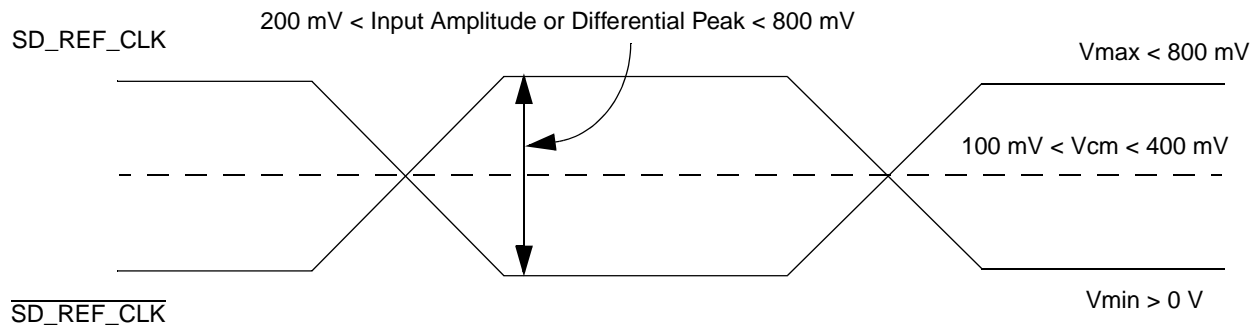 200 mV < Input Amplitude or Differential Peak < 800 mV
SD_REF_CLK
Vmax < 800 mV
100 mV < Vcm < 400 mV
Vmin > 0 V
SD_REF_CLK